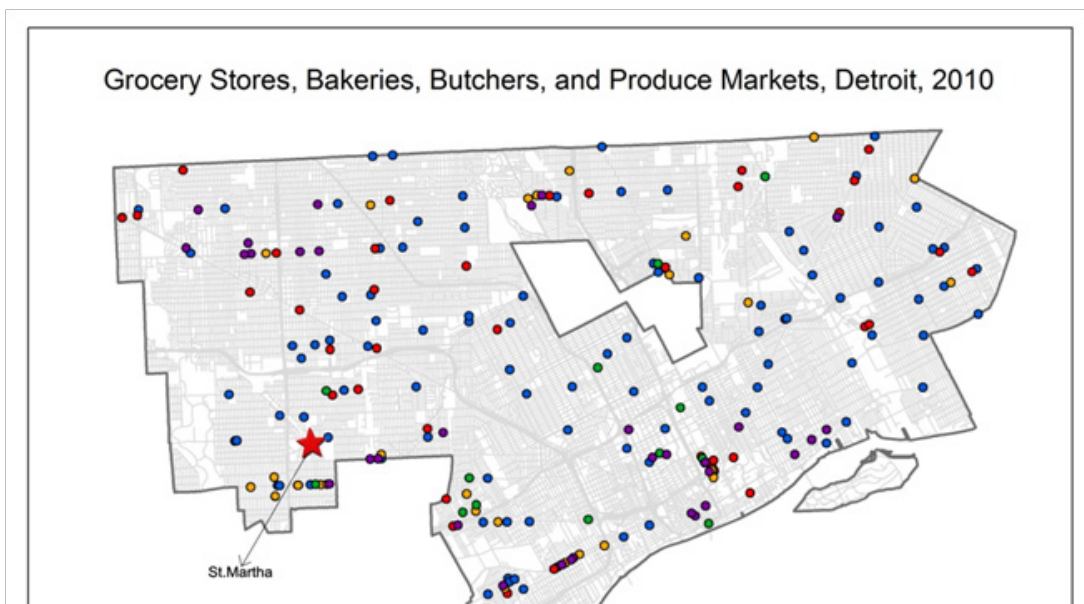 Grocery Stores, Bakeries, Butchers, and Produce Markets, Detroit, 2010
St.Martha